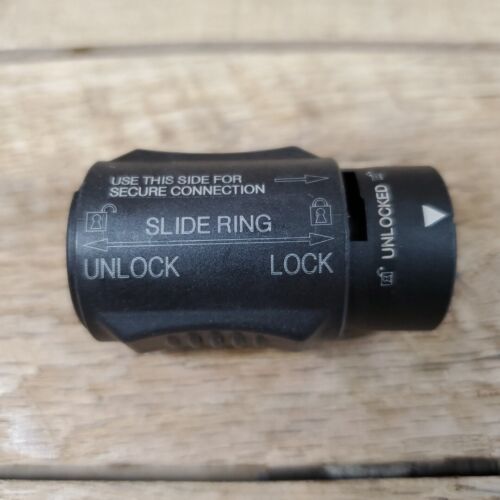 USE THIS SIDE FOR
SECURE CONNECTION
SLIDE RING
UNLOCK LOCK
UNLOCKED